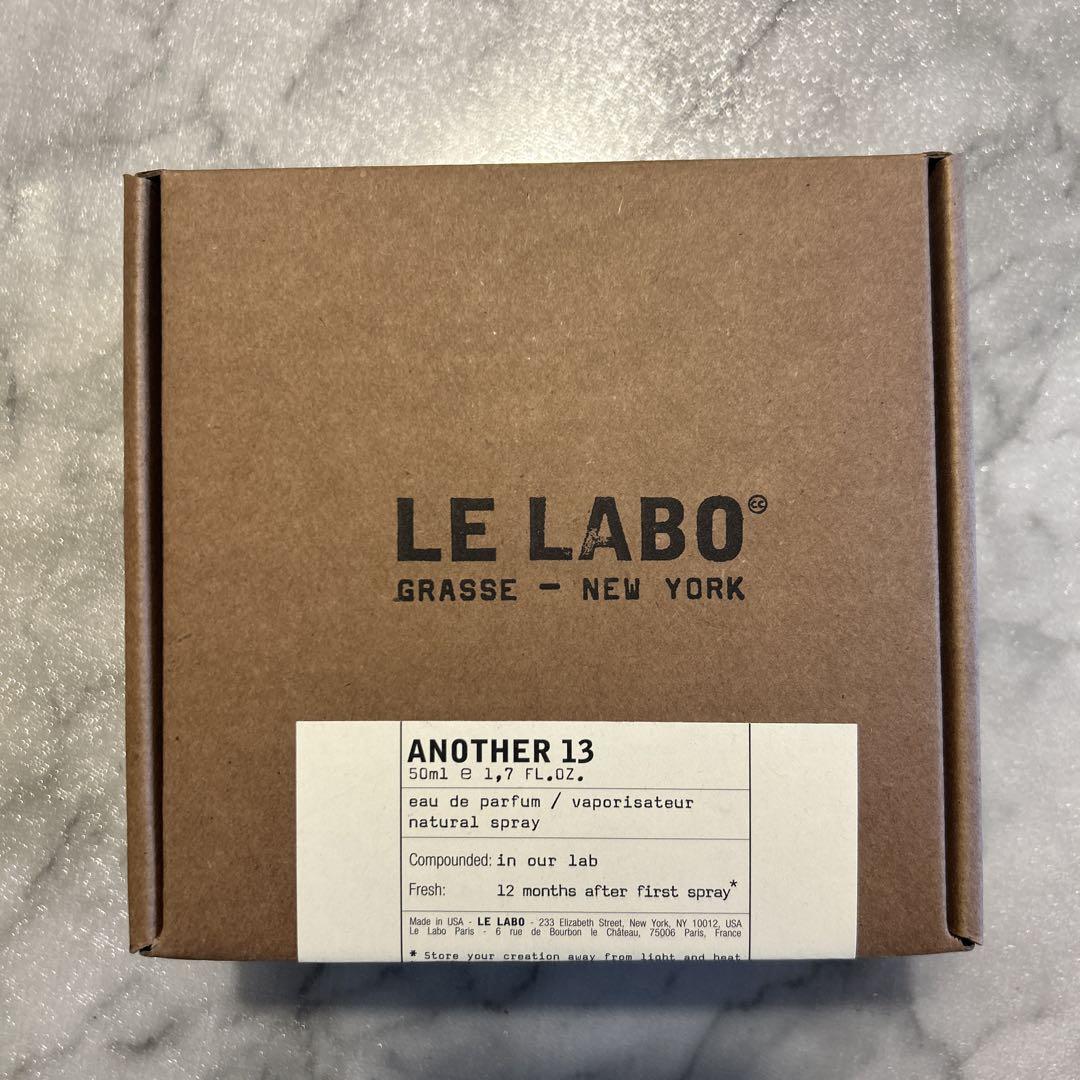 LE LABO
GRASSE - NEW YORK
ANOTHER 13
50ml e 1,7 FL.OZ.
eau de parfum / vaporisateur
natural spray
Compounded: in our lab
Fresh: 12 months after first spray*
Made in USA - LE LABO - 233 Elizabeth Street, New York, NY 10012, USA
Le Labo Paris - 6 rue de Bourbon le Château, 75006 Paris, France
* Store your creation away from light and heat